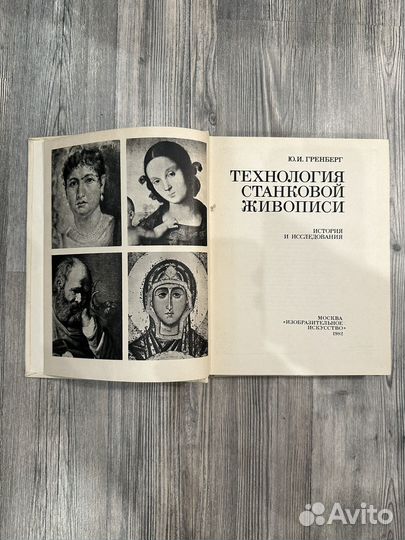 Ю.И. ГРЕНБЕРГ
ТЕХНОЛОГИЯ
СТАНКОВОЙ
ЖИВОПИСИ
ИСТОРИЯ
И ИССЛЕДОВАНИЯ
МОСКВА
«ИЗОБРАЗИТЕЛЬНОЕ
ИСКУССТВО»
1982
Avito